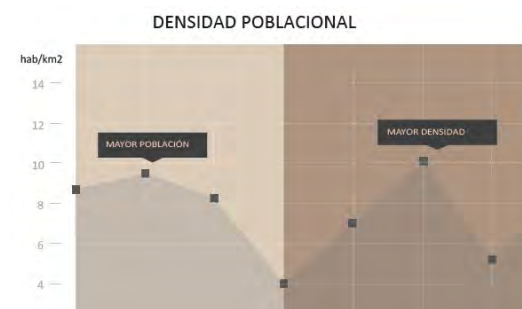 DENSIDAD POBLACIONAL
hab/km2
14
12
10
8
6
4
MAYOR POBLACIÓN
MAYOR DENSIDAD